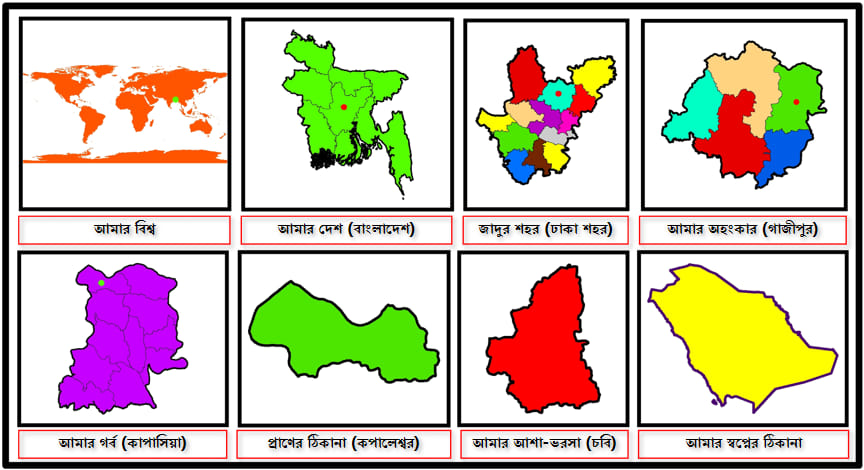 আমার বিশ্ব
আমার দেশ (বাংলাদেশ)
জাদুর শহর (ঢাকা শহর)
আমার অহংকার (গাজীপুর)
আমার গর্ব (কাপাসিয়া)
প্রাণের ঠিকানা (কপালেশ্বর)
আমার আশা-ভরসা (চবি)
আমার স্বপ্নের ঠিকানা